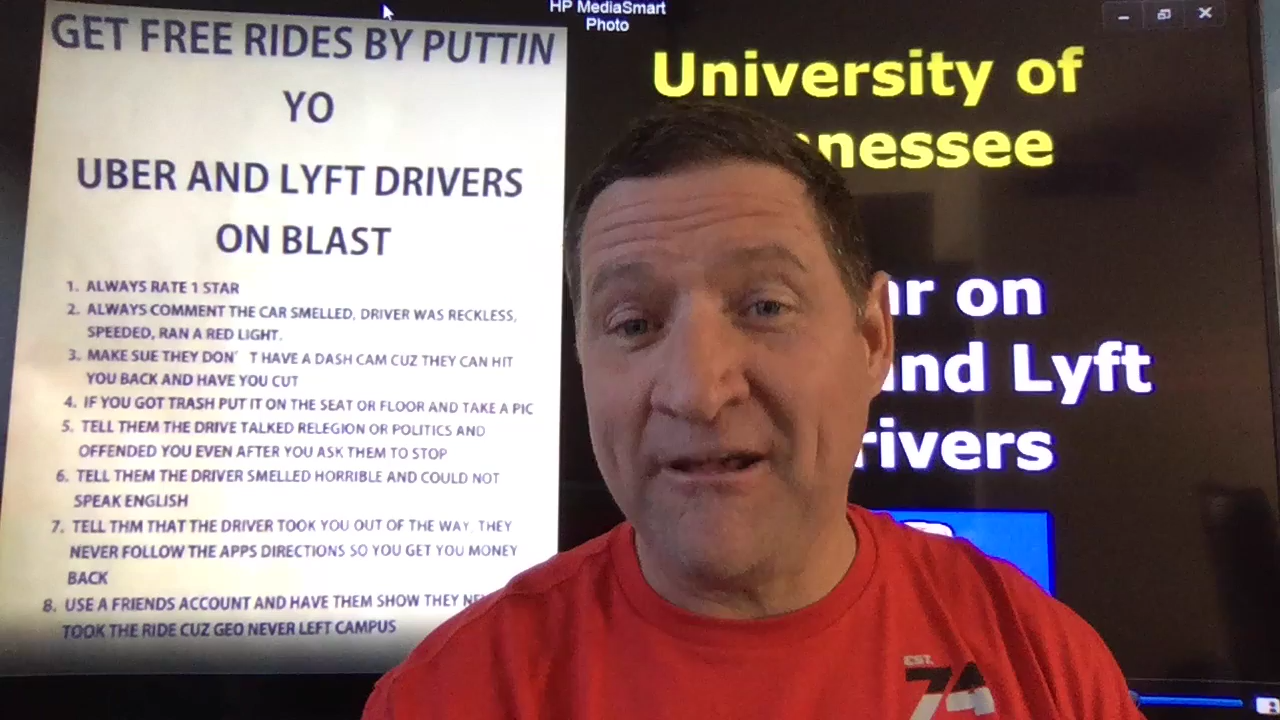 HP MediaSmart
Photo
GET FREE RIDES BY PUTTIN
YO
UBER AND LYFT DRIVERS
ON BLAST
1. ALWAYS RATE 1 STAR
2. ALWAYS COMMENT THE CAR SMELLED, DRIVER WAS RECKLESS,
SPEEDED, RAN A RED LIGHT.
3. MAKE SUE THEY DON' T HAVE A DASH CAM CUZ THEY CAN HIT
YOU BACK AND HAVE YOU CUT
4. IF YOU GOT TRASH PUT IT ON THE SEAT OR FLOOR AND TAKE A PIC
5. TELL THEM THE DRIVE TALKED RELEGION OR POLITICS AND
OFFENDED YOU EVEN AFTER YOU ASK THEM TO STOP
6. TELL THEM THE DRIVER SMELLED HORRIBLE AND COULD NOT
SPEAK ENGLISH
7. TELL THM THAT THE DRIVER TOOK YOU OUT OF THE WAY, THEY
NEVER FOLLOW THE APPS DIRECTIONS SO YOU GET YOU MONEY
BACK
8. USE A FRIENDS ACCOUNT AND HAVE THEM SHOW THEY
TOOK THE RIDE CUZ GEO NEVER LEFT CAMPUS
University of
nnessee
ar on
and Lyft
rivers
EST.
74